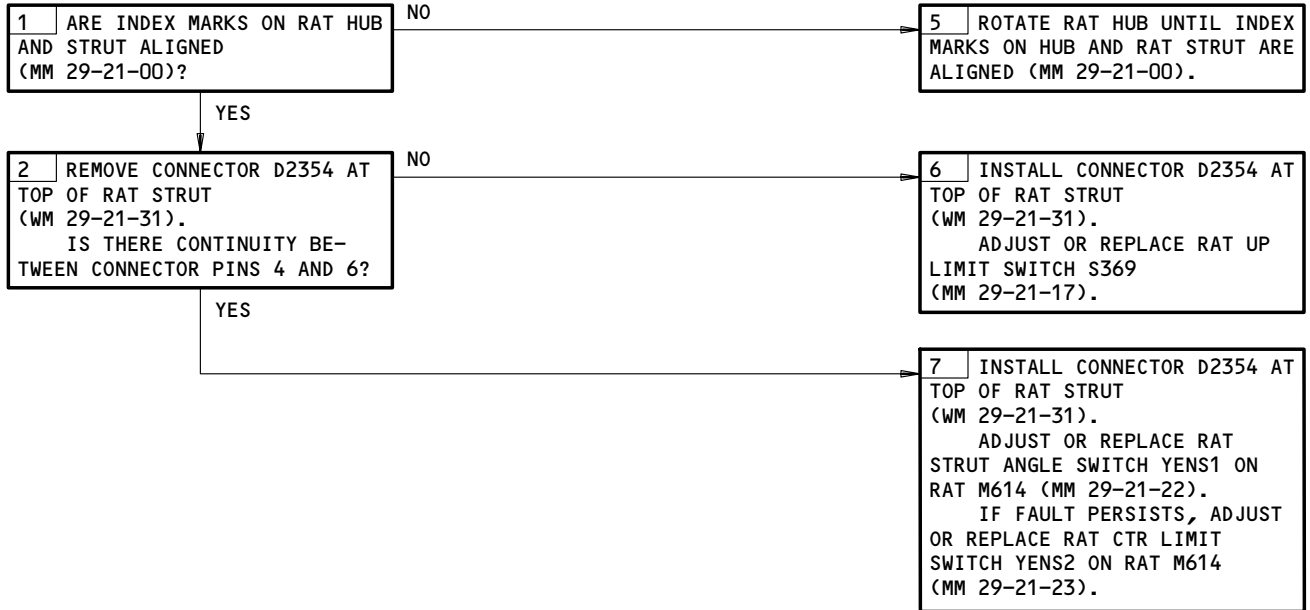 1 ARE INDEX MARKS ON RAT HUB
AND STRUT ALIGNED
(MM 29-21-00)?
NO
5 ROTATE RAT HUB UNTIL INDEX
MARKS ON HUB AND RAT STRUT ARE
ALIGNED (MM 29-21-00).
YES
2 REMOVE CONNECTOR D2354 AT
TOP OF RAT STRUT
(WM 29-21-31).
IS THERE CONTINUITY BE-
TWEEN CONNECTOR PINS 4 AND 6?
NO
6 INSTALL CONNECTOR D2354 AT
TOP OF RAT STRUT
(WM 29-21-31).
ADJUST OR REPLACE RAT UP
LIMIT SWITCH S369
(MM 29-21-17).
YES
7 INSTALL CONNECTOR D2354 AT
TOP OF RAT STRUT
(WM 29-21-31).
ADJUST OR REPLACE RAT
STRUT ANGLE SWITCH YENS1 ON
RAT M614 (MM 29-21-22).
IF FAULT PERSISTS, ADJUST
OR REPLACE RAT CTR LIMIT
SWITCH YENS2 ON RAT M614
(MM 29-21-23).